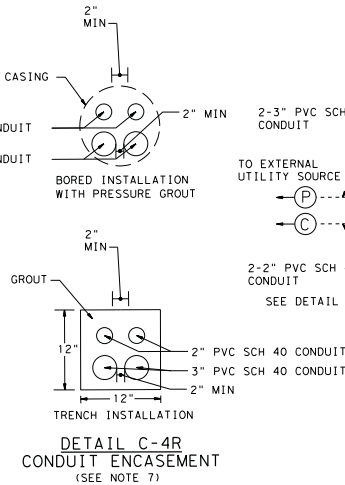 2"
MIN
CASING
2" MIN
2-3" PVC SCH
CONDUIT
BORED INSTALLATION
WITH PRESSURE GROUT
TO EXTERNAL
UTILITY SOURCE
P
C
2"
MIN
2-2" PVC SCH
CONDUIT
GROUT
SEE DETAIL
12"
2" PVC SCH 40 CONDUIT
3" PVC SCH 40 CONDUIT
2" MIN
12"
TRENCH INSTALLATION
DETAIL C-4R
CONDUIT ENCASEMENT
(SEE NOTE 7)